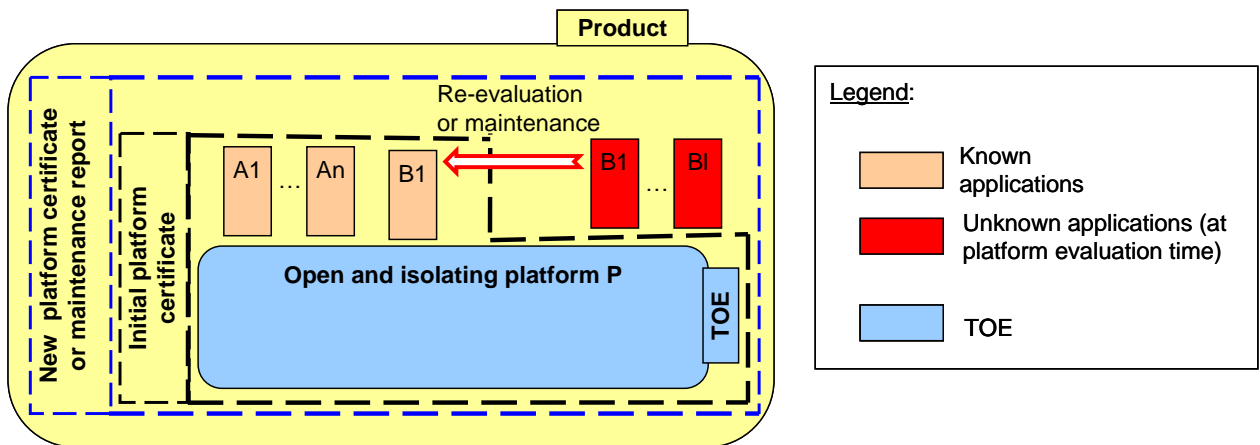 Product
New platform certificate
or maintenance report
Initial platform
certificate
Re-evaluation
or maintenance
A1
...
An
B1
B1
...
Bl
Open and isolating platform P
TOE
Legend:
Known
applications
Unknown applications (at
platform evaluation time)
TOE